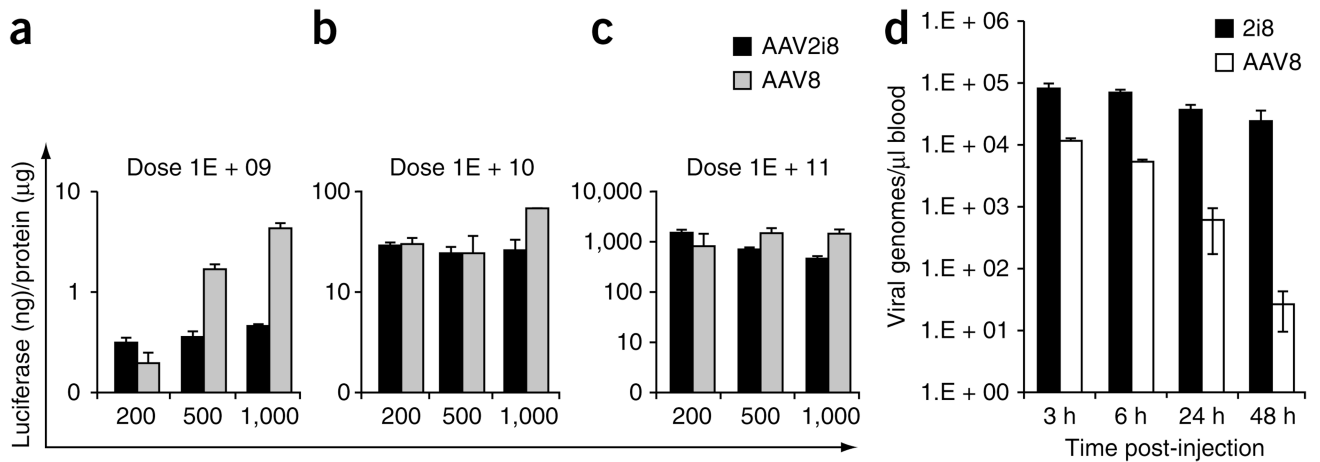 a
b
c
d
AAV2i8
AAV8
Luciferase (ng)/protein (μg)
Dose 1E + 09
10
1
0
200 500 1,000
Dose 1E + 10
100
10
0
200 500 1,000
Dose 1E + 11
10,000
1,000
100
10
0
200 500 1,000
2i8
AAV8
Viral genomes/μl blood
1.E + 06
1.E + 05
1.E + 04
1.E + 03
1.E + 02
1.E + 01
1.E + 00
3 h 6 h 24 h 48 h
Time post-injection